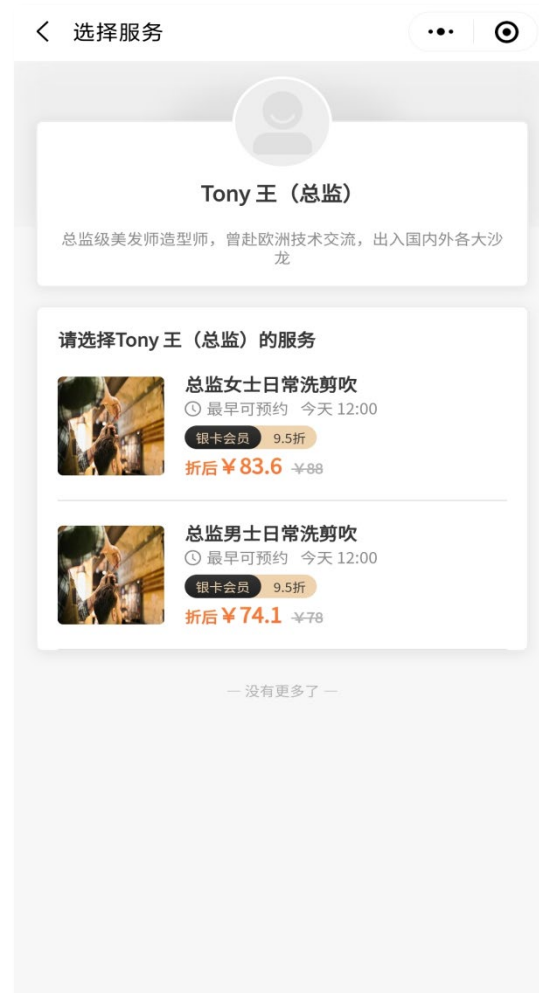 选择服务
Tony 王（总监）
总监级美发师造型师，曾赴欧洲技术交流，出入国内外各大沙
龙
请选择Tony 王（总监）的服务
总监女士日常洗剪吹
最早可预约 今天 12:00
银卡会员 9.5折
折后￥83.6 ￥88
总监男士日常洗剪吹
最早可预约 今天 12:00
银卡会员 9.5折
折后￥74.1 ￥78
— 没有更多了 —